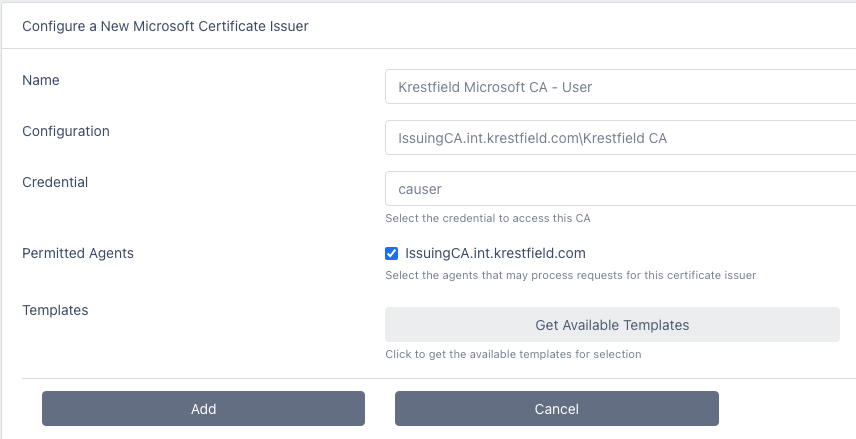 Configure a New Microsoft Certificate Issuer
Name
Krestfield Microsoft CA - User
Configuration
IssuingCA.int.krestfield.com\Krestfield CA
Credential
causer
Select the credential to access this CA
Permitted Agents
IssuingCA.int.krestfield.com
Select the agents that may process requests for this certificate issuer
Templates
Get Available Templates
Click to get the available templates for selection
Add
Cancel